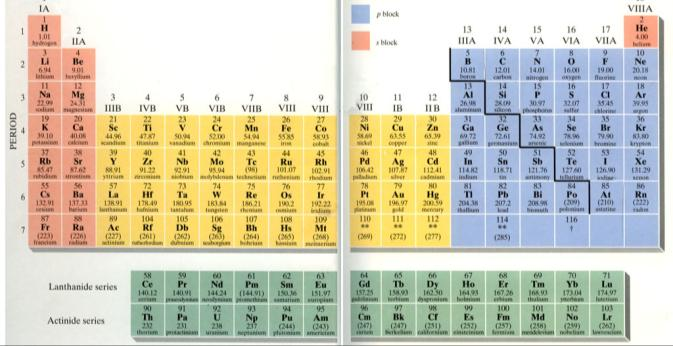 IA
VIIIA
1
H
1.01
hydrogen
2
IIA
p block
s block
13 14 15 16 17
IIIA IVA VA VIA VIIA
2
He
4.00
helium
PERIOD
1
2
3
4
5
6
7
3 4
Li Be
6.94 9.01
lithium beryllium
5 6 7 8 9 10
B C N O F Ne
10.81 12.01 14.01 16.00 19.00 20.18
boron carbon nitrogen oxygen fluorine neon
11 12
Na Mg
22.99 24.31
sodium magnesium
3 4 5 6 7 8 9 10 11 12
IIIB IVB VB VIB VIIB VIII VIII VIII IB IIB
13 14 15 16 17 18
Al Si P S Cl Ar
26.98 28.09 30.97 32.07 35.45 39.95
aluminum silicon phosphorus sulfur chlorine argon
19 20 21 22 23 24 25 26 27 28 29 30 31 32 33 34 35 36
K Ca Sc Ti V Cr Mn Fe Co Ni Cu Zn Ga Ge As Se Br Kr
39.10 40.08 44.96 47.87 50.94 52.00 54.94 55.85 58.93 58.69 63.55 65.39 69.72 72.61 74.92 78.96 79.90 83.80
potassium calcium scandium titanium vanadium chromium manganese iron cobalt nickel copper zinc gallium germanium arsenic selenium bromine krypton
37 38 39 40 41 42 43 44 45 46 47 48 49 50 51 52 53 54
Rb Sr Y Zr Nb Mo Tc Ru Rh Pd Ag Cd In Sn Sb Te I Xe
85.47 87.62 88.91 91.22 92.91 95.94 (98) 101.07 102.91 106.42 107.87 112.41 114.82 118.71 121.76 127.60 126.90 131.29
rubidium strontium yttrium zirconium niobium molybdenum technetium ruthenium rhodium palladium silver cadmium indium tin antimony tellurium iodine xenon
55 56 57 72 73 74 75 76 77 78 79 80 81 82 83 84 85 86
Cs Ba La Hf Ta W Re Os Ir Pt Au Hg Tl Pb Bi Po At Rn
132.91 137.33 138.91 178.49 180.95 183.84 186.21 190.2 192.22 195.08 196.97 200.59 204.38 207.2 208.98 (209) (210) (222)
cesium barium lanthanum hafnium tantalum tungsten rhenium osmium iridium platinum gold mercury thallium lead bismuth polonium astatine radon
87 88 89 104 105 106 107 108 109 110 111 112 114 116
Fr Ra Ac Rf Db Sg Bh Hs Mt ** ** ** ** †
(223) (226) (227) (261) (262) (263) (264) (265) (268) (269) (272) (277) (285)
francium radium actinium rutherfordium dubnium seaborgium bohrium hassium meitnerium
58 59 60 61 62 63 64 65 66 67 68 69 70 71
Lanthanide series Ce Pr Nd Pm Sm Eu Gd Tb Dy Ho Er Tm Yb Lu
140.12 140.91 144.24 (144.91) 150.36 151.97 157.25 158.93 162.50 164.93 167.26 168.93 173.04 174.97
cerium praseodymium neodymium promethium samarium europium gadolinium terbium dysprosium holmium erbium thulium ytterbium lutetium
90 91 92 93 94 95 96 97 98 99 100 101 102 103
Actinide series Th Pa U Np Pu Am Cm Bk Cf Es Fm Md No Lr
232 231 238 237 (244) (243) (247) (247) (251) (252) (257) (258) (259) (262)
thorium protactinium uranium neptunium plutonium americium curium berkelium californium einsteinium fermium mendelevium nobelium lawrencium